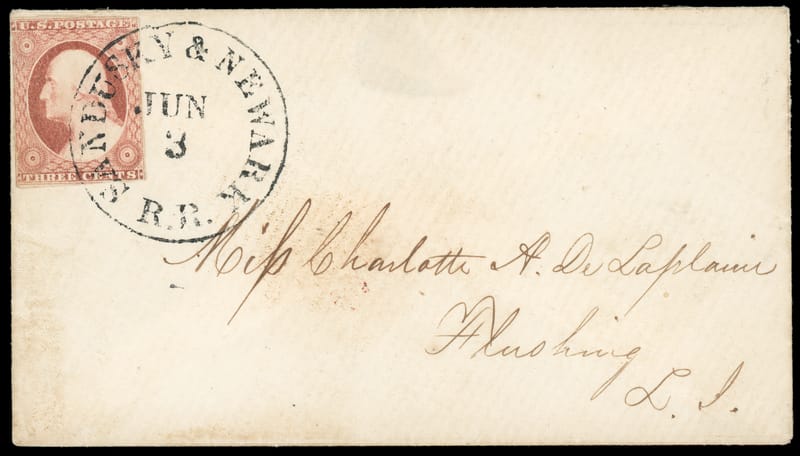 U.S. POSTAGE
THREE CENTS
SANDUSKY & NEWARK
JUN
3
R.R.
Miss Charlotte A. De Laplaine
Flushing
L. I.